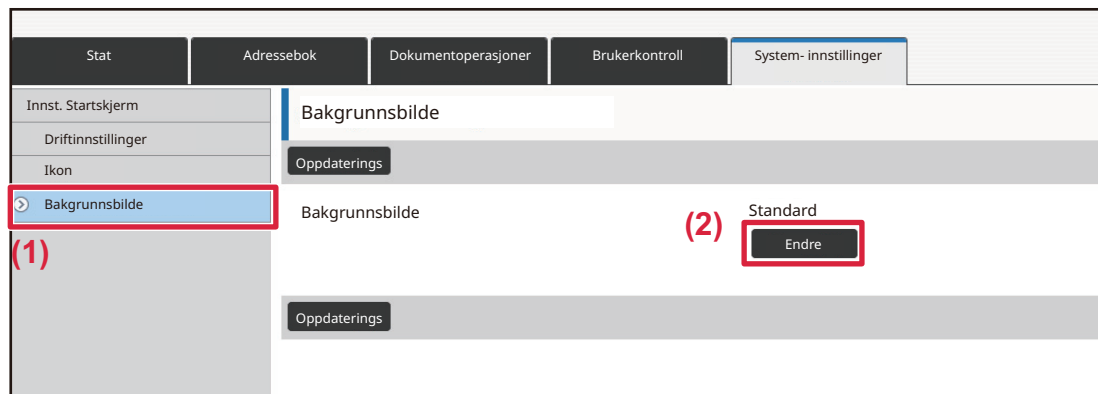 Stat
Adressebok
Dokumentoperasjoner
Brukerkontroll
System- innstillinger
Innst. Startskjerm
Driftinnstillinger
Ikon
Bakgrunnsbilde
(1)
Bakgrunnsbilde
Oppdaterings
Bakgrunnsbilde
Standard
(2)
Endre
Oppdaterings